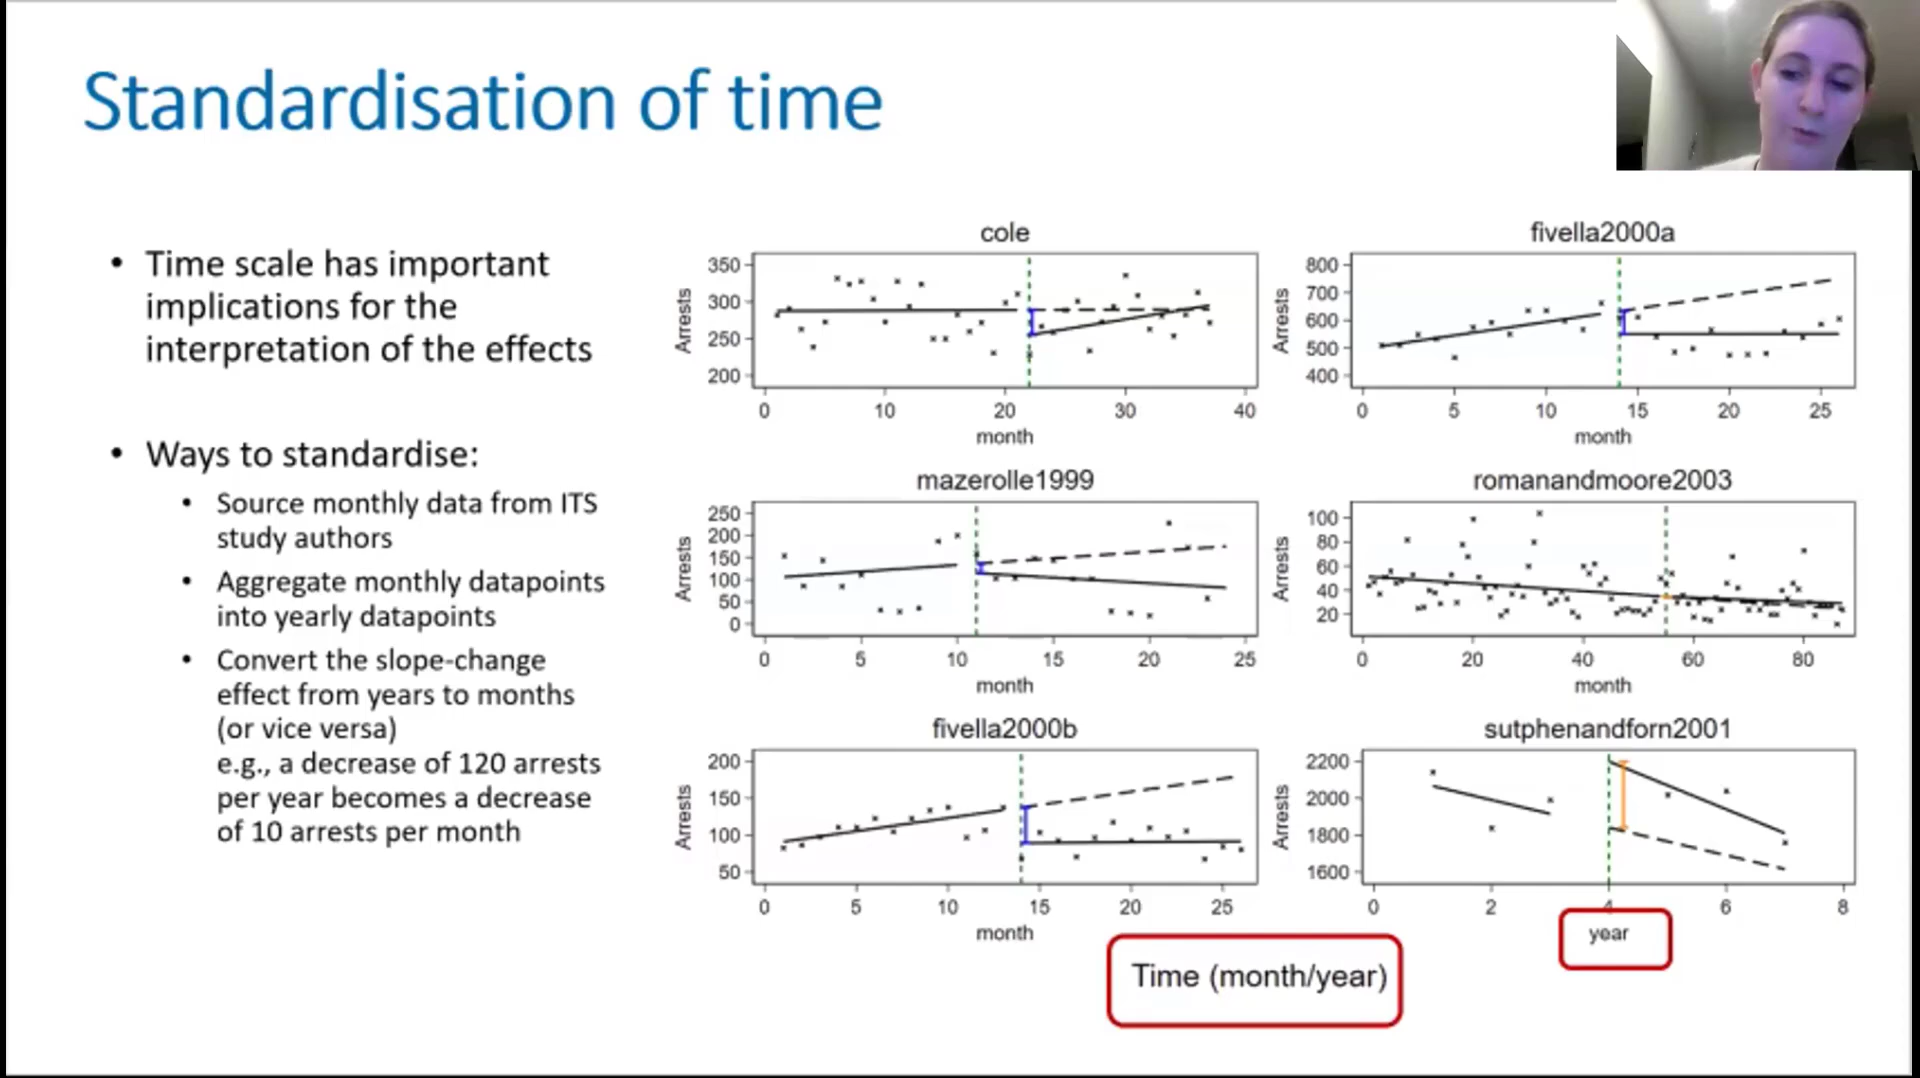 Standardisation of time
• Time scale has important
implications for the
interpretation of the effects
• Ways to standardise:
• Source monthly data from ITS
study authors
• Aggregate monthly datapoints
into yearly datapoints
• Convert the slope-change
effect from years to months
(or vice versa)
e.g., a decrease of 120 arrests
per year becomes a decrease
of 10 arrests per month
cole
Arrests
350
300
250
200
0 10 20 30 40
month
fivella2000a
Arrests
800
700
600
500
400
0 5 10 15 20 25
month
mazerolle1999
Arrests
250
200
150
100
50
0
0 5 10 15 20 25
month
romanandmoore2003
Arrests
100
80
60
40
20
0 20 40 60 80
month
fivella2000b
Arrests
200
150
100
50
0 5 10 15 20 25
month
sutphenandforn2001
Arrests
2200
2000
1800
1600
0 2 4 6 8
year
Time (month/year)